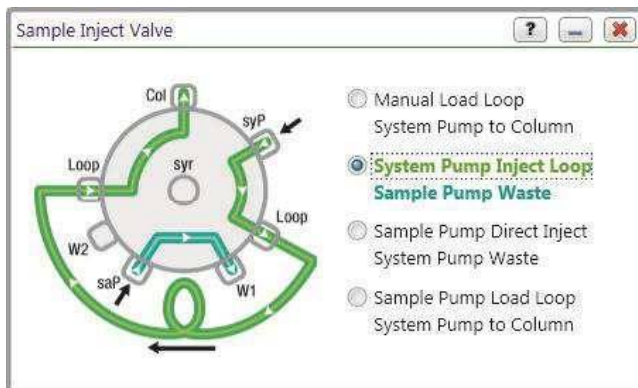 Sample Inject Valve
?
Col
syP
Loop
syr
Loop
W2
saP
W1
Manual Load Loop
System Pump to Column
System Pump Inject Loop
Sample Pump Waste
Sample Pump Direct Inject
System Pump Waste
Sample Pump Load Loop
System Pump to Column